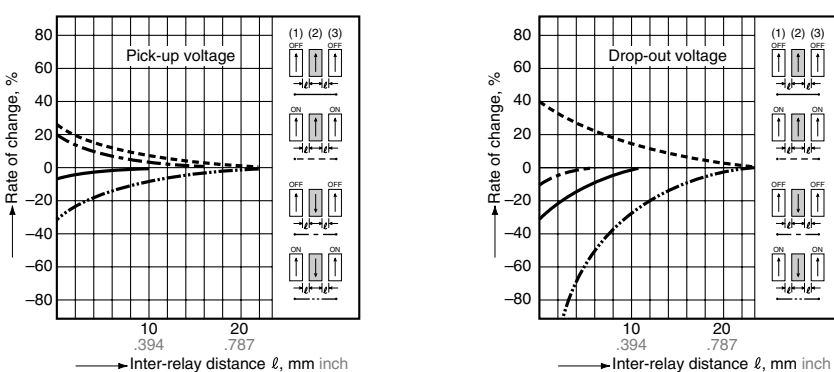 Pick-up voltage
Rate of change, %
80
60
40
20
0
–20
–40
–60
–80
10
20
.394
.787
Inter-relay distance ℓ, mm inch
(1) (2) (3)
OFF OFF
ℓ ℓ
ON ON
ℓ ℓ
OFF OFF
ℓ ℓ
ON ON
ℓ ℓ
Drop-out voltage
Rate of change, %
80
60
40
20
0
–20
–40
–60
–80
10
20
.394
.787
Inter-relay distance ℓ, mm inch
(1) (2) (3)
OFF OFF
ℓ ℓ
ON ON
ℓ ℓ
OFF OFF
ℓ ℓ
ON ON
ℓ ℓ